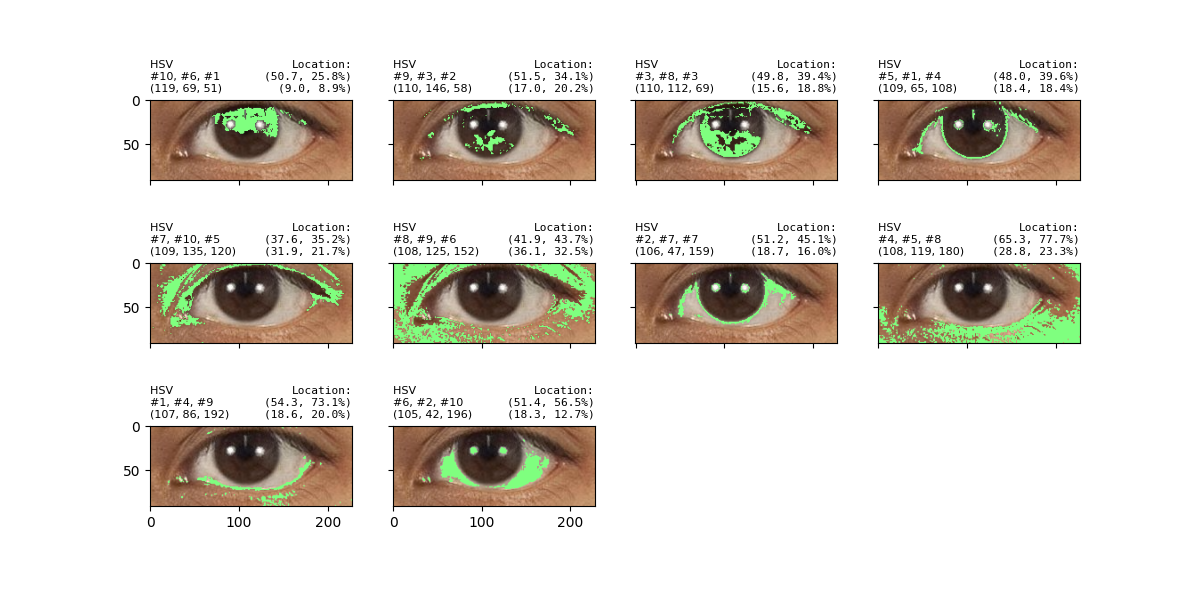 HSV Location:
#10, #6, #1 (50.7, 25.8%)
(119, 69, 51) (9.0, 8.9%)
HSV Location:
#9, #3, #2 (51.5, 34.1%)
(110, 146, 58) (17.0, 20.2%)
HSV Location:
#3, #8, #3 (49.8, 39.4%)
(110, 112, 69) (15.6, 18.8%)
HSV Location:
#5, #1, #4 (48.0, 39.6%)
(109, 65, 108) (18.4, 18.4%)
0
50
HSV Location:
#7, #10, #5 (37.6, 35.2%)
(109, 135, 120) (31.9, 21.7%)
HSV Location:
#8, #9, #6 (41.9, 43.7%)
(108, 125, 152) (36.1, 32.5%)
HSV Location:
#2, #7, #7 (51.2, 45.1%)
(106, 47, 159) (18.7, 16.0%)
HSV Location:
#4, #5, #8 (65.3, 77.7%)
(108, 119, 180) (28.8, 23.3%)
0
50
HSV Location:
#1, #4, #9 (54.3, 73.1%)
(107, 86, 192) (18.6, 20.0%)
HSV Location:
#6, #2, #10 (51.4, 56.5%)
(105, 42, 196) (18.3, 12.7%)
0
50
0 100 200
0 100 200